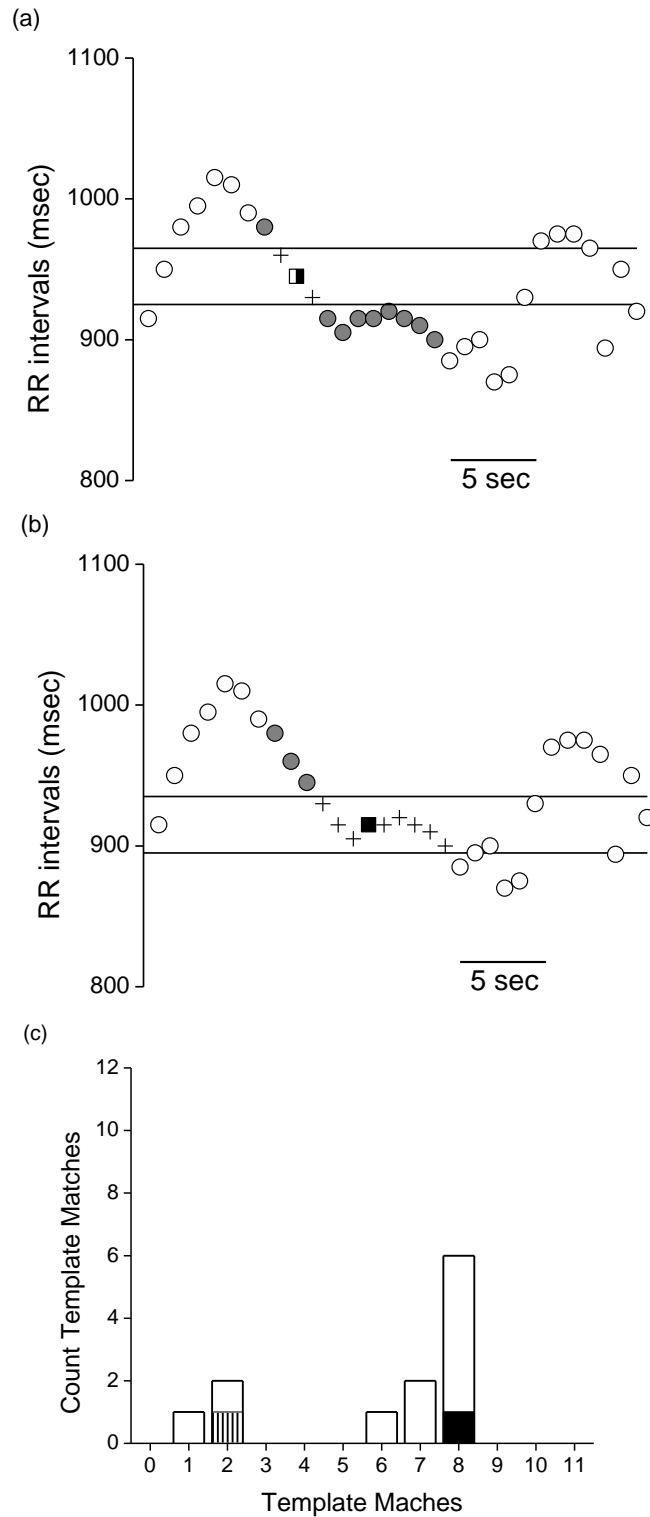 (a)
1100
1000
900
800
RR intervals (msec)
5 sec
(b)
1100
1000
900
800
RR intervals (msec)
5 sec
(c)
12
10
8
6
4
2
0
Count Template Matches
0 1 2 3 4 5 6 7 8 9 10 11
Template Maches